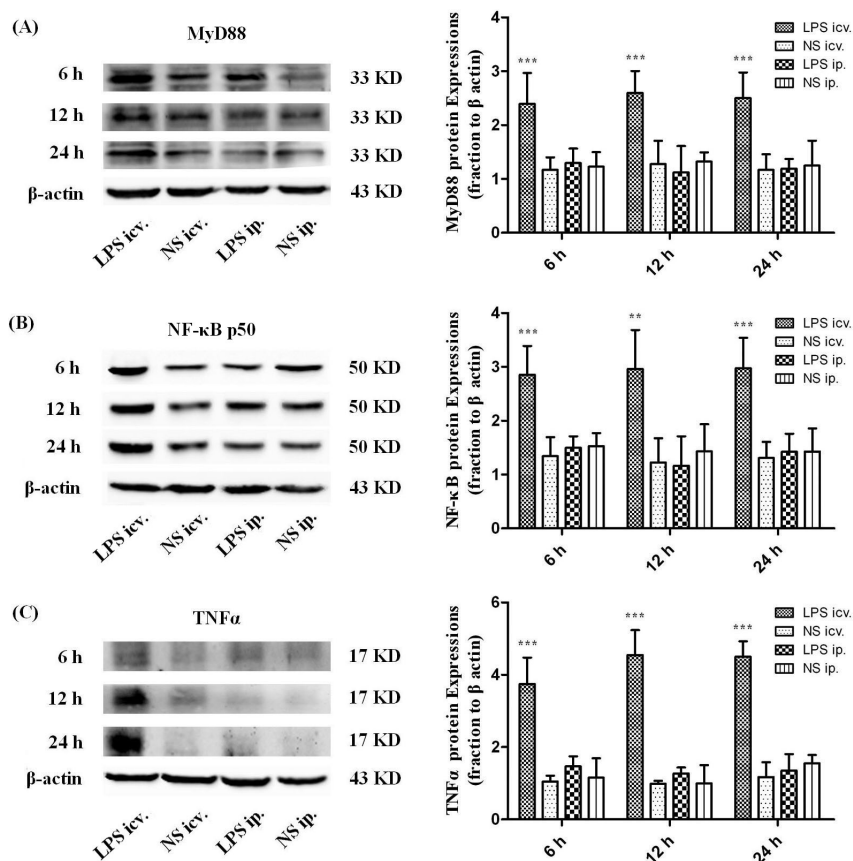 (A)
MyD88
6 h
33 KD
12 h
33 KD
24 h
33 KD
β-actin
43 KD
LPS icv.
NS icv.
LPS ip.
NS ip.
MyD88 protein Expressions
(fraction to β actin)
4
3
2
1
0
***
***
***
6 h
12 h
24 h
LPS icv.
NS icv.
LPS ip.
NS ip.
(B)
NF-κB p50
6 h
50 KD
12 h
50 KD
24 h
50 KD
β-actin
43 KD
LPS icv.
NS icv.
LPS ip.
NS ip.
NF-κB protein Expressions
(fraction to β actin)
4
3
2
1
0
***
**
***
6 h
12 h
24 h
LPS icv.
NS icv.
LPS ip.
NS ip.
(C)
TNFα
6 h
17 KD
12 h
17 KD
24 h
17 KD
β-actin
43 KD
LPS icv.
NS icv.
LPS ip.
NS ip.
TNFα protein Expressions
(fraction to β actin)
6
4
2
0
***
***
***
6 h
12 h
24 h
LPS icv.
NS icv.
LPS ip.
NS ip.